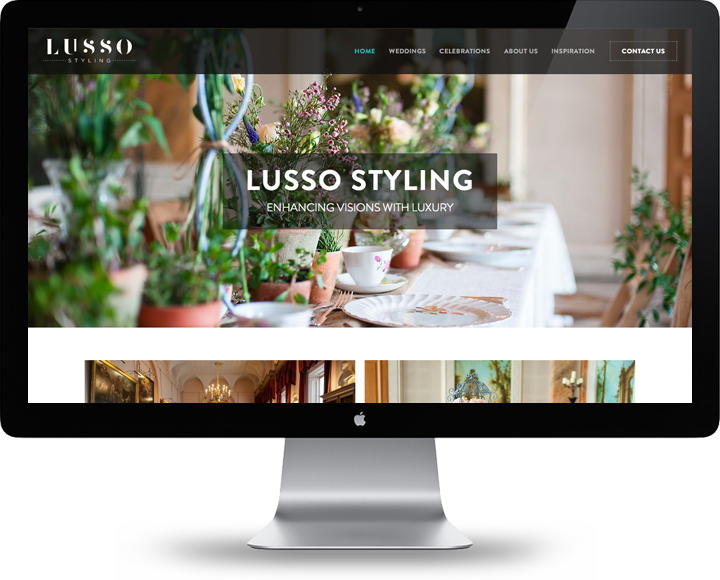 LUSSO
STYLING
HOME WEDDINGS CELEBRATIONS ABOUT US INSPIRATION CONTACT US
LUSSO STYLING
ENHANCING VISIONS WITH LUXURY